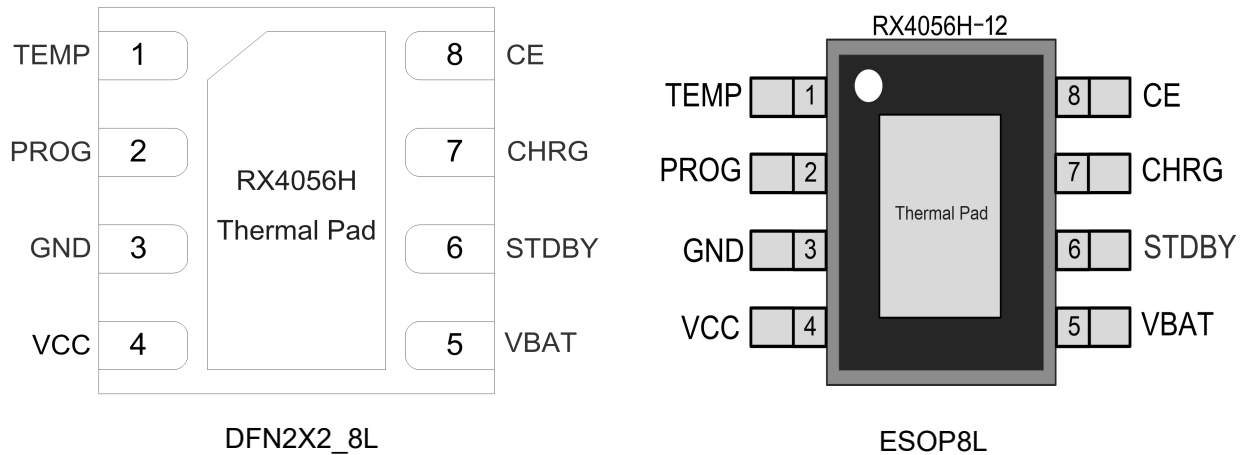 TEMP 1 8 CE
PROG 2 7 CHRG
RX4056H
Thermal Pad
GND 3 6 STDBY
VCC 4 5 VBAT
DFN2X2_8L
RX4056H-12
TEMP 1 8 CE
PROG 2 7 CHRG
Thermal Pad
GND 3 6 STDBY
VCC 4 5 VBAT
ESOP8L